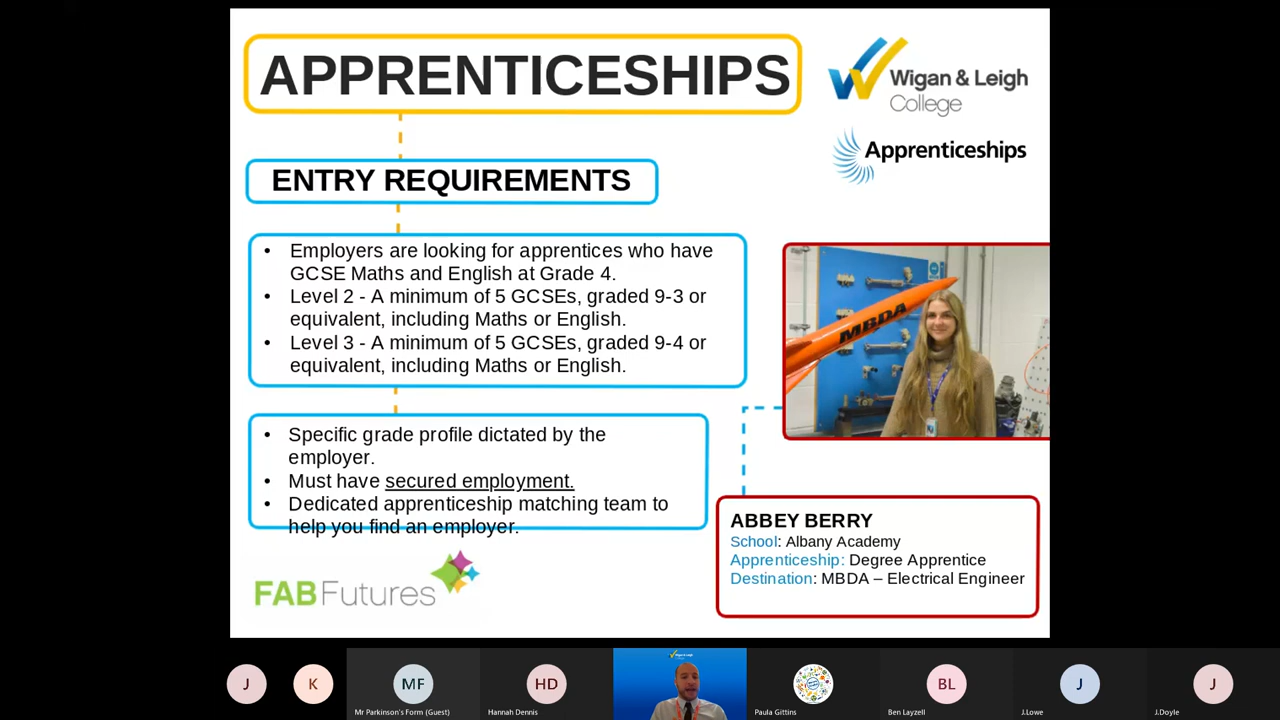 APPRENTICESHIPS
Wigan & Leigh
College
Apprenticeships
ENTRY REQUIREMENTS
• Employers are looking for apprentices who have
GCSE Maths and English at Grade 4.
• Level 2 - A minimum of 5 GCSEs, graded 9-3 or
equivalent, including Maths or English.
• Level 3 - A minimum of 5 GCSEs, graded 9-4 or
equivalent, including Maths or English.
MBDA
• Specific grade profile dictated by the
employer.
• Must have secured employment.
• Dedicated apprenticeship matching team to
help you find an employer.
ABBEY BERRY
School: Albany Academy
Apprenticeship: Degree Apprentice
Destination: MBDA – Electrical Engineer
FAB Futures
J
K
MF
Mr Parkinson's Form (Guest)
HD
Hannah Dennis
Wigan & Leigh
College
Paula Gittins
BL
Ben Layzell
J
J.Lowe
J
J.Doyle